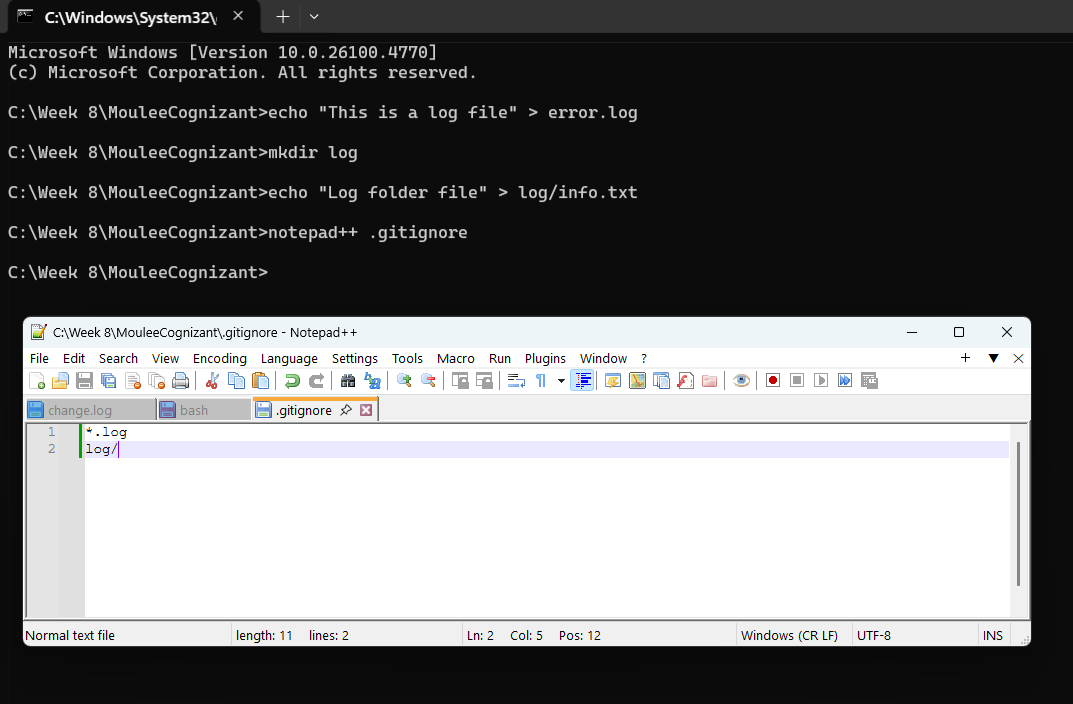 C:\Windows\System32\
Microsoft Windows [Version 10.0.26100.4770]
(c) Microsoft Corporation. All rights reserved.
C:\Week 8\MouleeCognizant>echo "This is a log file" > error.log
C:\Week 8\MouleeCognizant>mkdir log
C:\Week 8\MouleeCognizant>echo "Log folder file" > log/info.txt
C:\Week 8\MouleeCognizant>notepad++ .gitignore
C:\Week 8\MouleeCognizant>
C:\Week 8\MouleeCognizant\.gitignore - Notepad++
File Edit Search View Encoding Language Settings Tools Macro Run Plugins Window ?
change.log bash .gitignore
1 *.log
2 log/
Normal text file length: 11 lines: 2 Ln: 2 Col: 5 Pos: 12 Windows (CR LF) UTF-8 INS